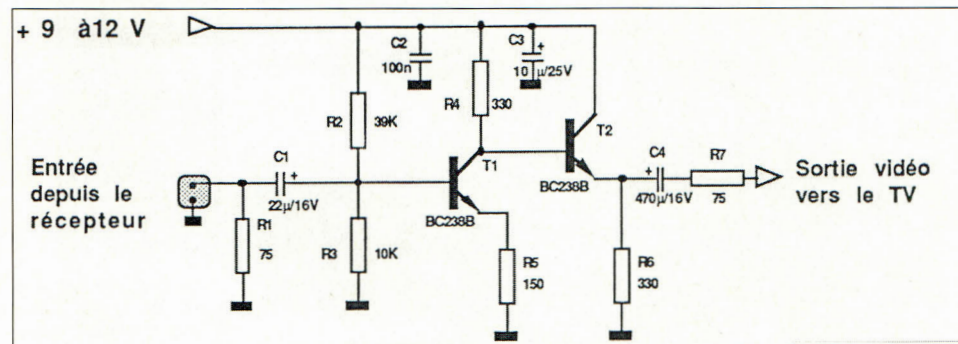 + 9 à12 V
C2
100n
C3
+
10 µ/25V
R4
330
R2
39K
T2
Entrée
depuis le
récepteur
C1
+
22µ/16V
T1
BC238B
BC238B
C4
+
470µ/16V
R7
75
Sortie vidéo
vers le TV
R1
75
R3
10K
R5
150
R6
330